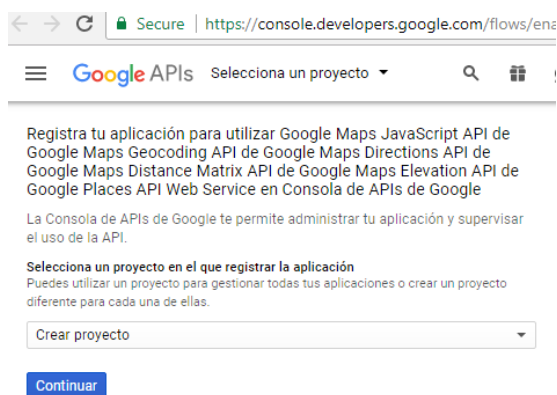 Secure https://console.developers.google.com/flows/ena
Google APIs Selecciona un proyecto
Registra tu aplicación para utilizar Google Maps JavaScript API de
Google Maps Geocoding API de Google Maps Directions API de
Google Maps Distance Matrix API de Google Maps Elevation API de
Google Places API Web Service en Consola de APIs de Google
La Consola de APIs de Google te permite administrar tu aplicación y supervisar
el uso de la API.
Selecciona un proyecto en el que registrar la aplicación
Puedes utilizar un proyecto para gestionar todas tus aplicaciones o crear un proyecto
diferente para cada una de ellas.
Crear proyecto
Continuar